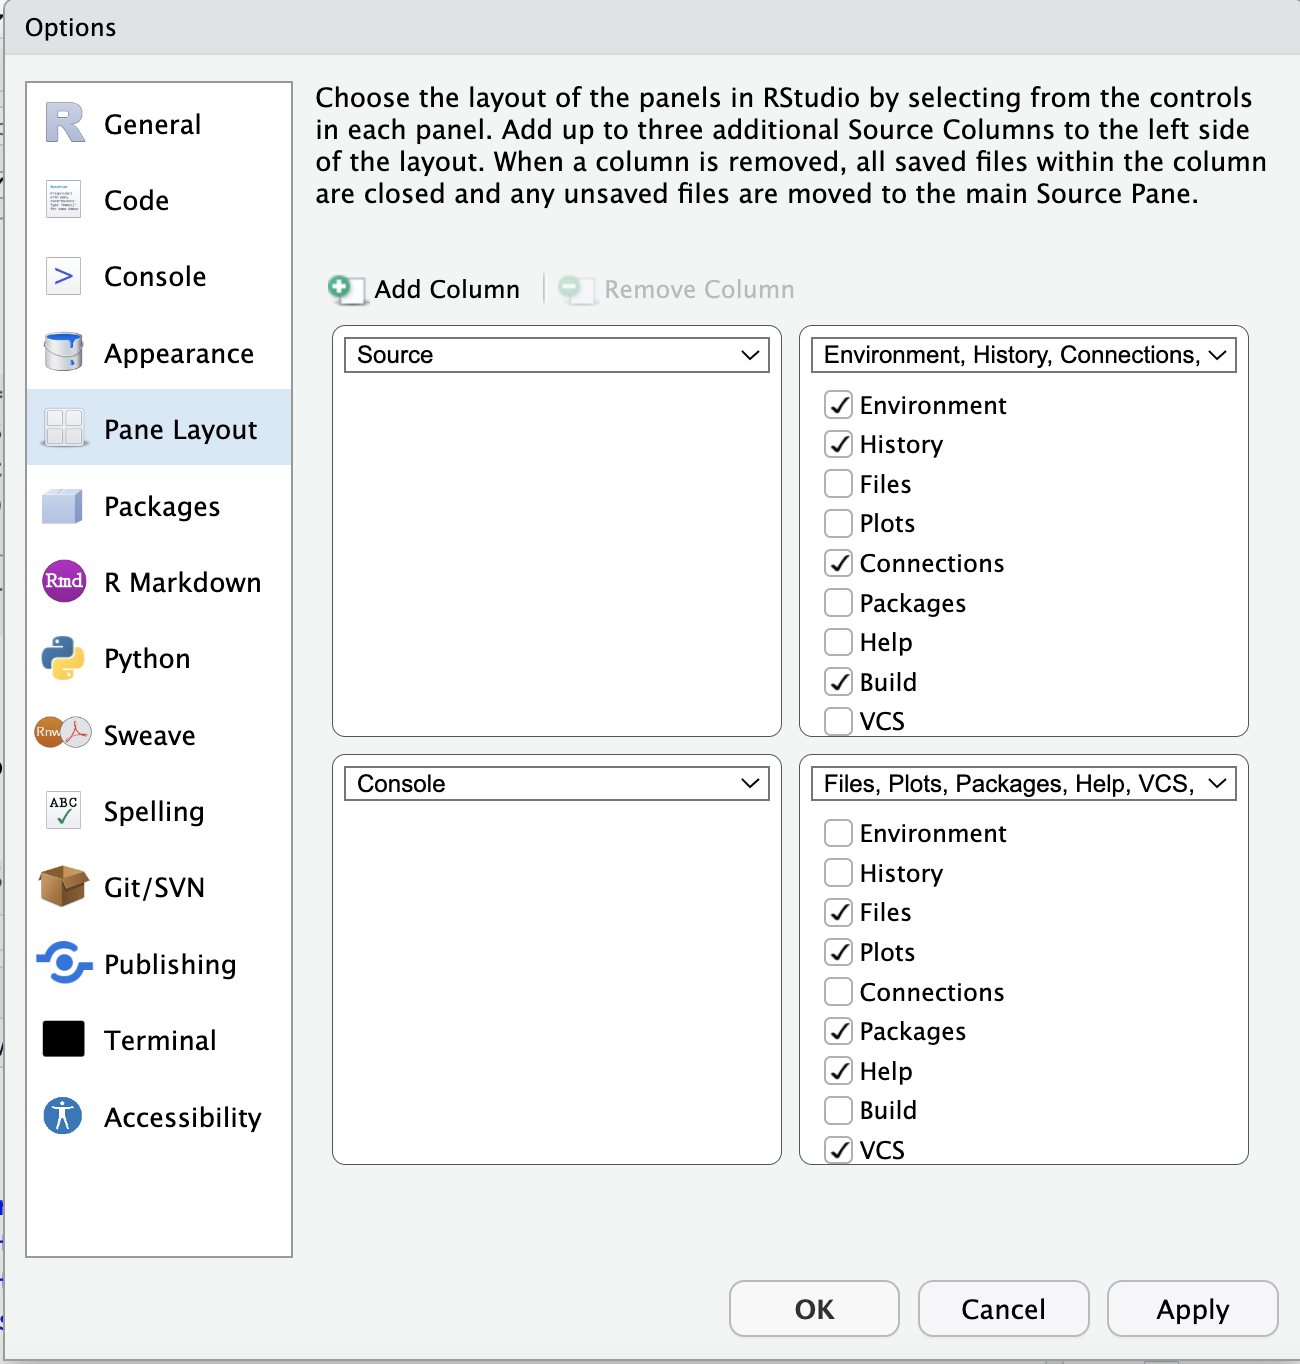 Options
General
Code
Console
Appearance
Pane Layout
Packages
Rmd
R Markdown
Python
Rnw
Sweave
ABC
Spelling
Git/SVN
Publishing
Terminal
Accessibility
Choose the layout of the panels in RStudio by selecting from the controls
in each panel. Add up to three additional Source Columns to the left side
of the layout. When a column is removed, all saved files within the column
are closed and any unsaved files are moved to the main Source Pane.
Add Column
Remove Column
Source
Environment, History, Connections,
Environment
History
Files
Plots
Connections
Packages
Help
Build
VCS
Console
Files, Plots, Packages, Help, VCS,
Environment
History
Files
Plots
Connections
Packages
Help
Build
VCS
OK
Cancel
Apply